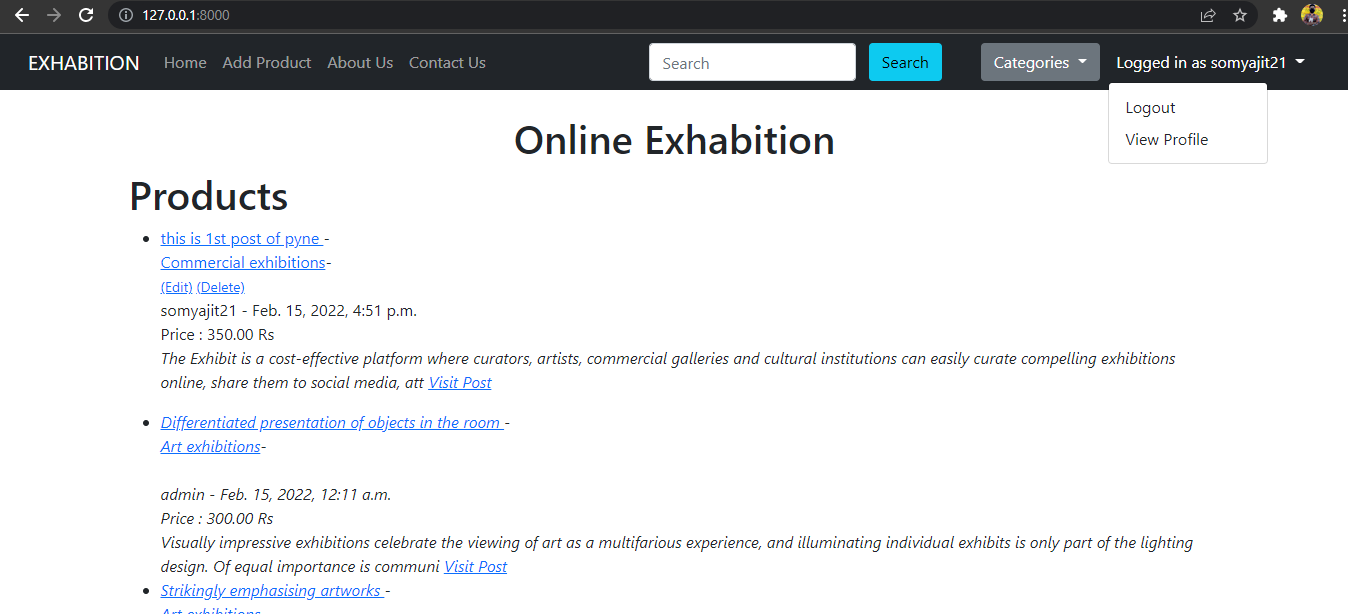 127.0.0.1:8000
EXHABITION Home Add Product About Us Contact Us Search Search Categories Logged in as somyajit21
Logout
View Profile
Online Exhabition
Products
this is 1st post of pyne -
Commercial exhibitions-
(Edit) (Delete)
somyajit21 - Feb. 15, 2022, 4:51 p.m.
Price : 350.00 Rs
The Exhibit is a cost-effective platform where curators, artists, commercial galleries and cultural institutions can easily curate compelling exhibitions
online, share them to social media, att Visit Post
Differentiated presentation of objects in the room -
Art exhibitions-
admin - Feb. 15, 2022, 12:11 a.m.
Price : 300.00 Rs
Visually impressive exhibitions celebrate the viewing of art as a multifarious experience, and illuminating individual exhibits is only part of the lighting
design. Of equal importance is communi Visit Post
Strikingly emphasising artworks -
Art exhibitions